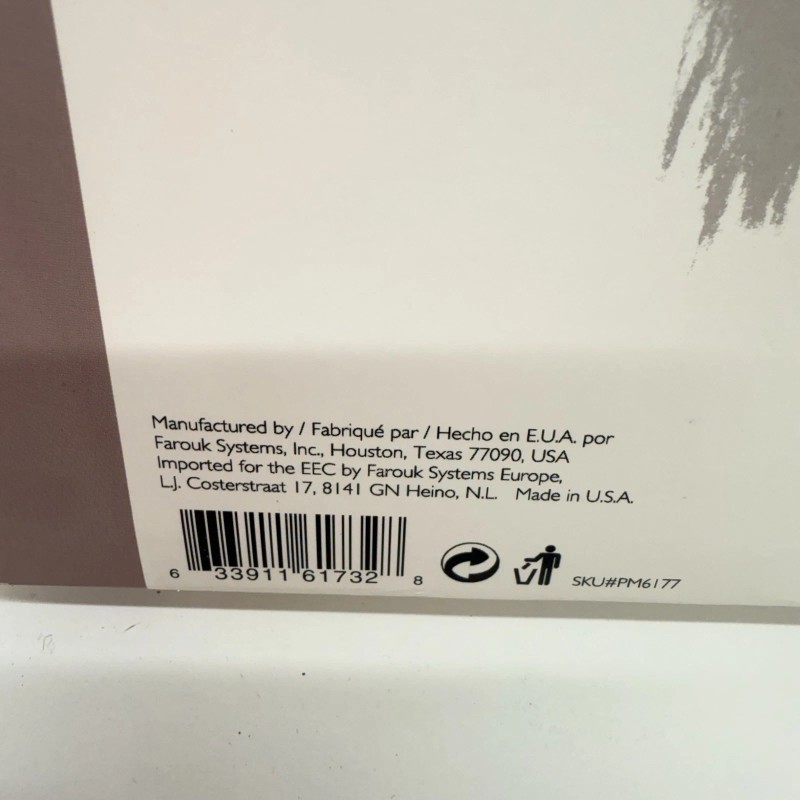 Manufactured by / Fabriqué par / Hecho en E.U.A. por
Farouk Systems, Inc., Houston, Texas 77090, USA
Imported for the EEC by Farouk Systems Europe,
L.J. Costerstraat 17, 8141 GN Heino, N.L. Made in U.S.A.
6 33911 61732 8
SKU#PM6177